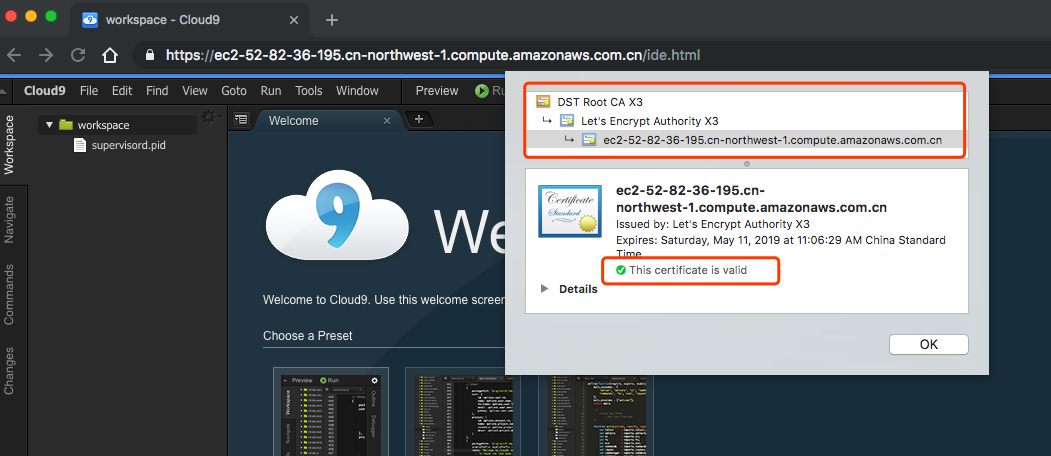 workspace - Cloud9
https://ec2-52-82-36-195.cn-northwest-1.compute.amazonaws.com.cn/ide.html
Cloud9 File Edit Find View Goto Run Tools Window Preview Ru
Workspace
Navigate
Commands
Changes
workspace
supervisord.pid
Welcome
9
We
Welcome to Cloud9. Use this welcome screen
Choose a Preset
Preview Run
Workspace
Navigate
Outline
Debugger
DST Root CA X3
Let's Encrypt Authority X3
ec2-52-82-36-195.cn-northwest-1.compute.amazonaws.com.cn
Certificate
Standard
ec2-52-82-36-195.cn-
northwest-1.compute.amazonaws.com.cn
Issued by: Let's Encrypt Authority X3
Expires: Saturday, May 11, 2019 at 11:06:29 AM China Standard
Time
This certificate is valid
Details
OK